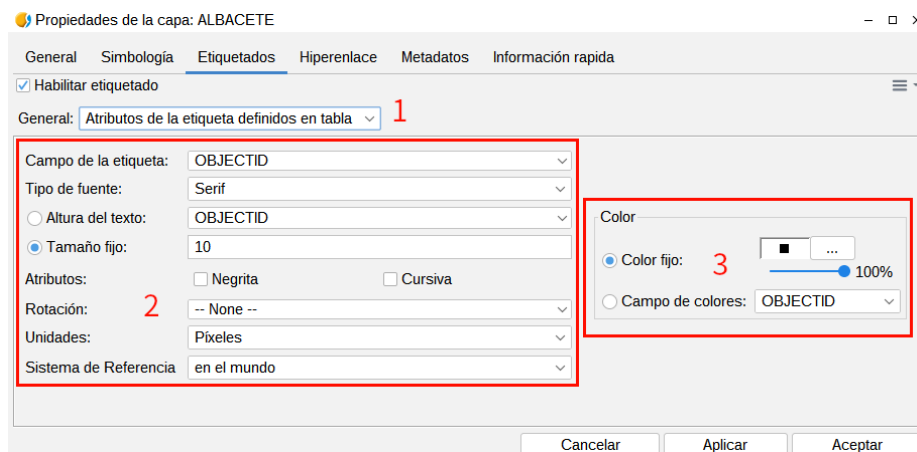 Propiedades de la capa: ALBACETE
General Simbología Etiquetados Hiperenlace Metadatos Información rapida
Habilitar etiquetado
General: Atributos de la etiqueta definidos en tabla 1
Campo de la etiqueta: OBJECTID
Tipo de fuente: Serif
Altura del texto: OBJECTID
Tamaño fijo: 10
Atributos: Negrita Cursiva
Rotación: 2 -- None --
Unidades: Píxeles
Sistema de Referencia en el mundo
Color
Color fijo: 3 ...
100%
Campo de colores: OBJECTID
Cancelar Aplicar Aceptar